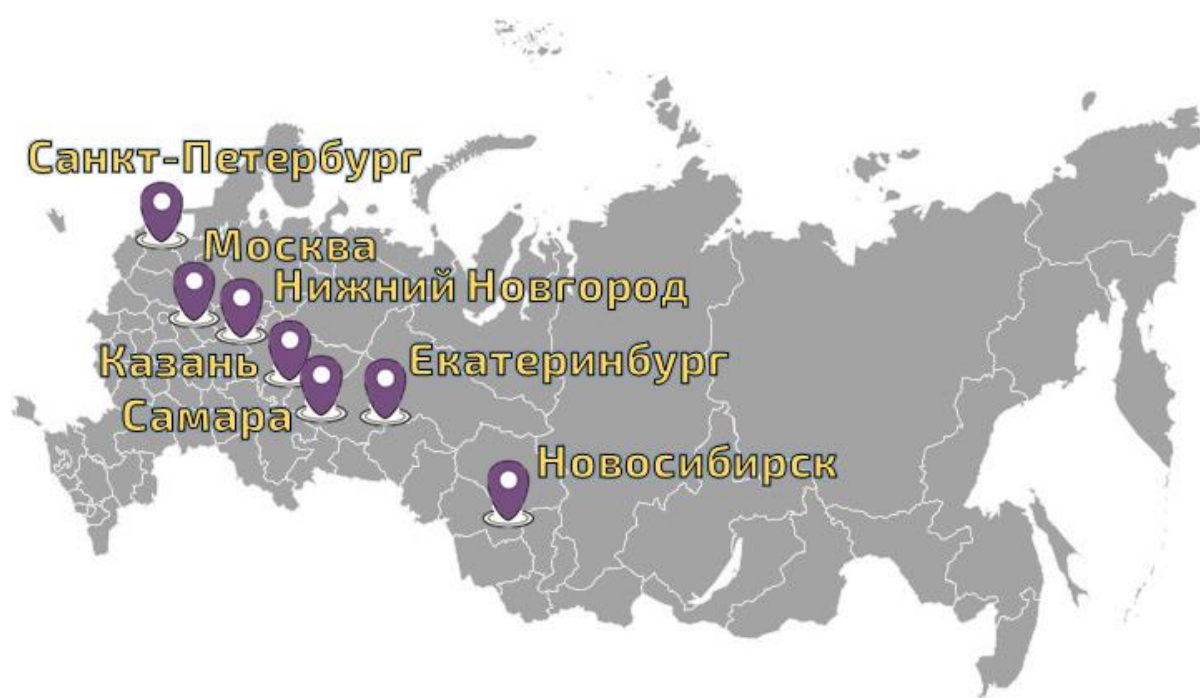 Санкт-Петербург
Москва
Нижний Новгород
Казань
Екатеринбург
Самара
Новосибирск